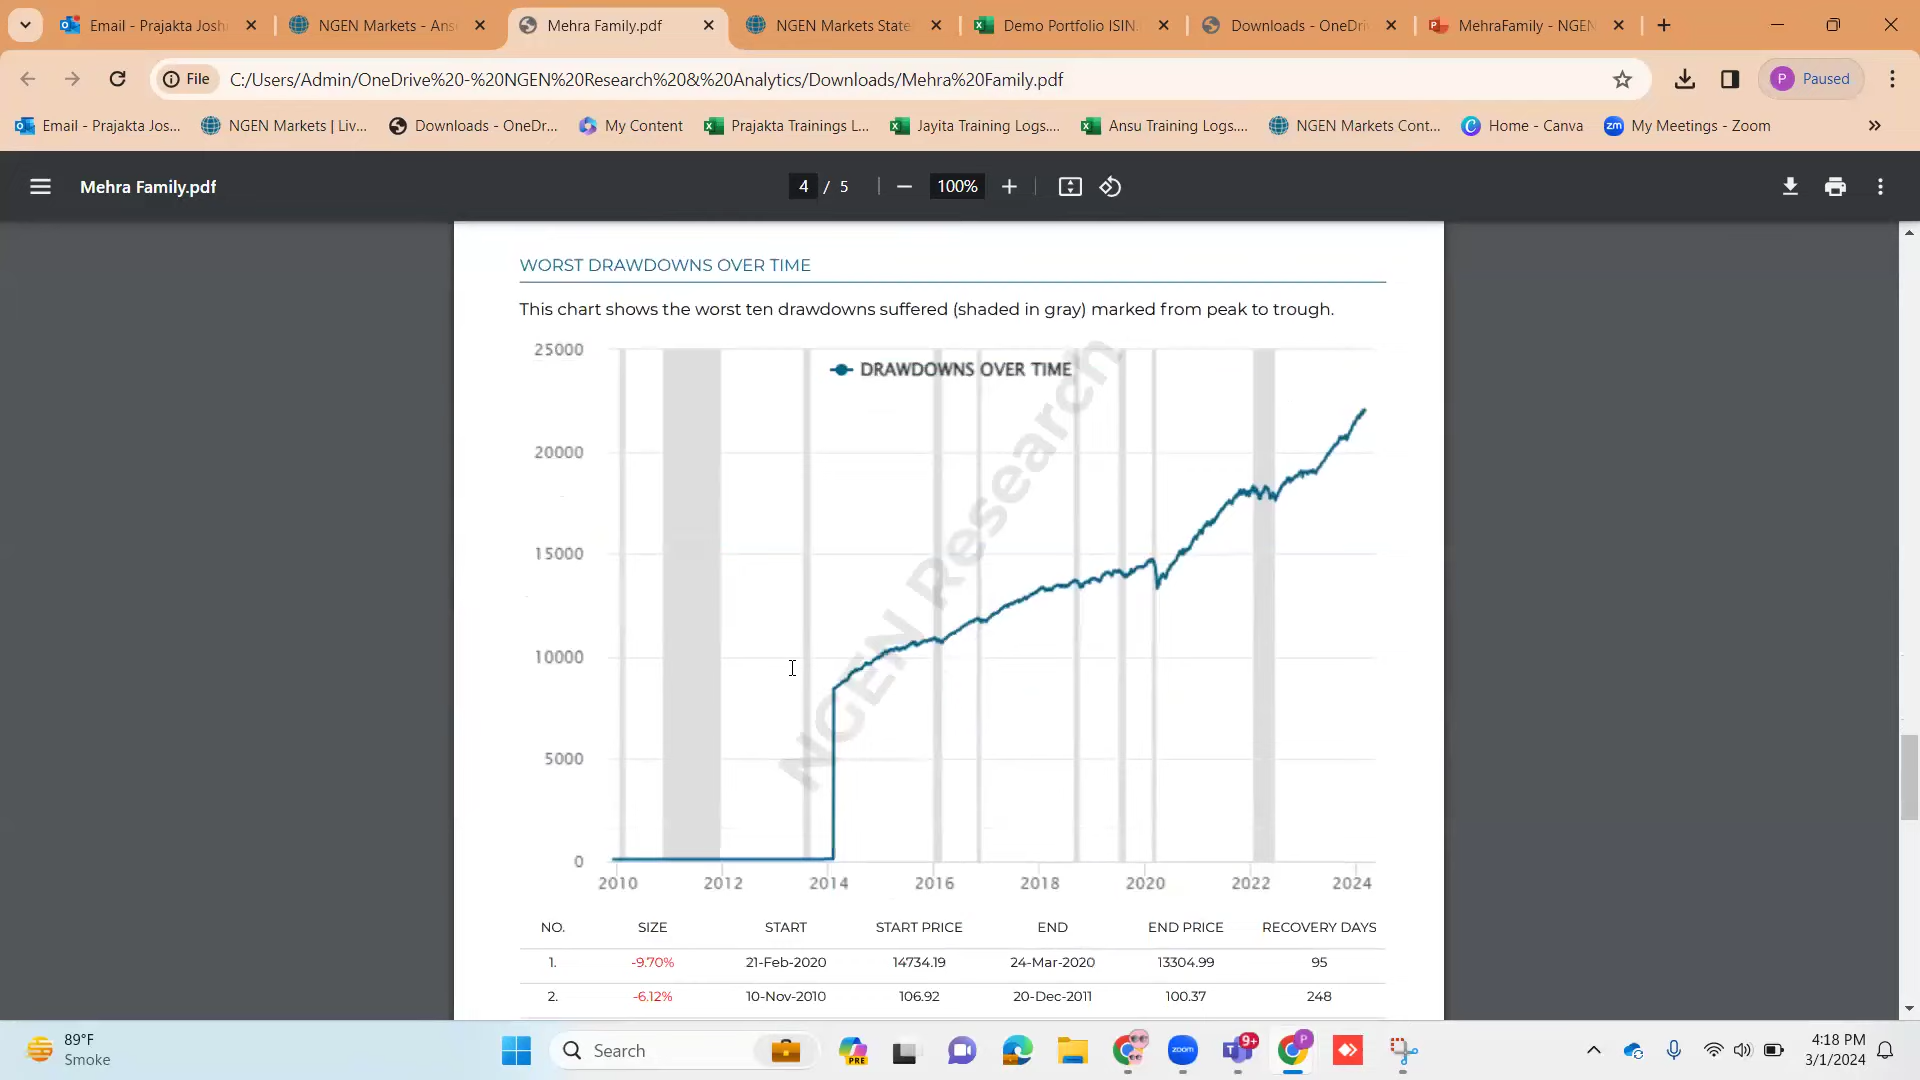 Email - Prajakta Joshi
NGEN Markets - Ans
Mehra Family.pdf
NGEN Markets State
Demo Portfolio ISIN.
Downloads - OneDri
MehraFamily - NGEN
File
C:/Users/Admin/OneDrive%20-%20NGEN%20Research%20&%20Analytics/Downloads/Mehra%20Family.pdf
P
Paused
Email - Prajakta Jos...
NGEN Markets | Liv...
Downloads - OneDr...
My Content
Prajakta Trainings L...
Jayita Training Logs....
Ansu Training Logs....
NGEN Markets Cont...
Home - Canva
zm
My Meetings - Zoom
Mehra Family.pdf
4 / 5
100%
WORST DRAWDOWNS OVER TIME
This chart shows the worst ten drawdowns suffered (shaded in gray) marked from peak to trough.
DRAWDOWNS OVER TIME
25000
20000
15000
10000
5000
0
NGEN Research
2010 2012 2014 2016 2018 2020 2022 2024
NO. SIZE START START PRICE END END PRICE RECOVERY DAYS
1. -9.70% 21-Feb-2020 14734.19 24-Mar-2020 13304.99 95
2. -6.12% 10-Nov-2010 106.92 20-Dec-2011 100.37 248
89°F
Smoke
Search
PRE
zoom
9+
P
4:18 PM
3/1/2024